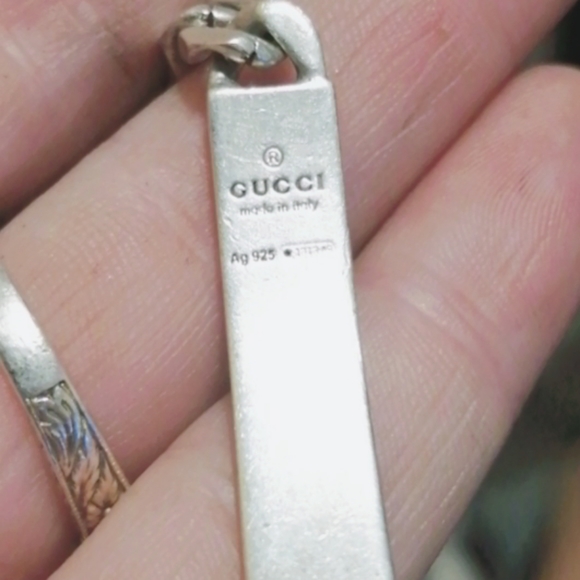 ®
GUCCI
made in italy
Ag 925 ★